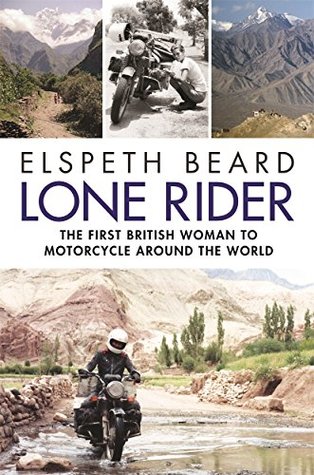 ELSPETH BEARD
LONE RIDER
THE FIRST BRITISH WOMAN TO
MOTORCYCLE AROUND THE WORLD